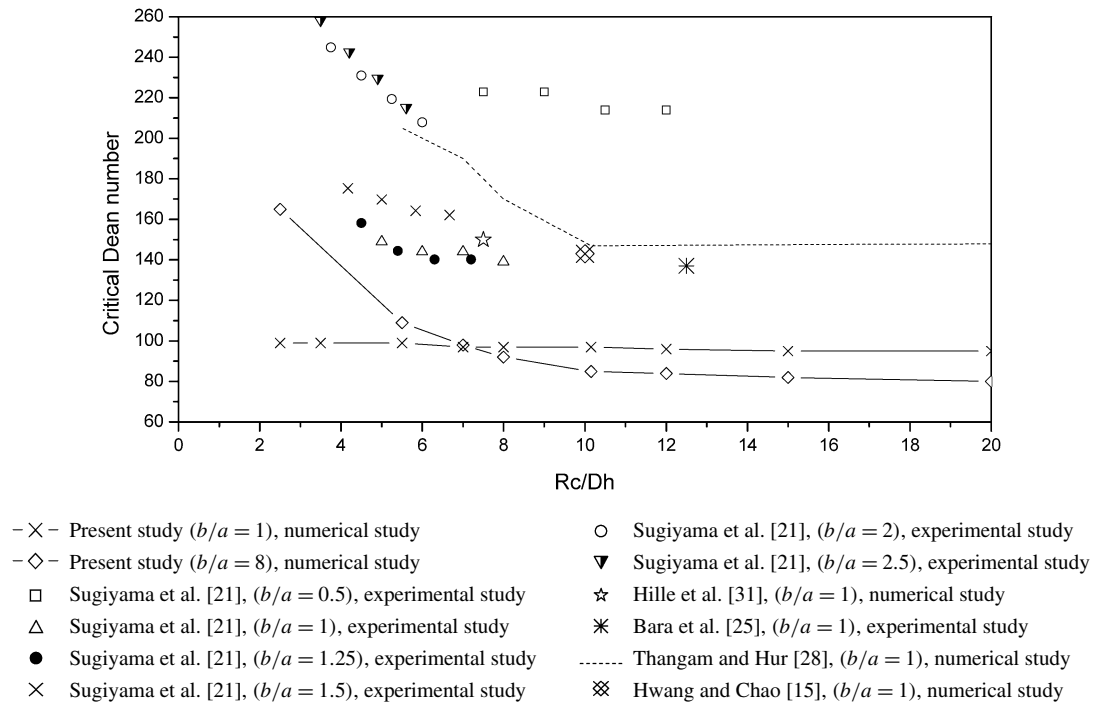 260
240
220
200
180
160
140
120
100
80
60
Critical Dean number
0 2 4 6 8 10 12 14 16 18 20
Rc/Dh
Present study (b/a = 1), numerical study
Present study (b/a = 8), numerical study
Sugiyama et al. [21], (b/a = 0.5), experimental study
Sugiyama et al. [21], (b/a = 1), experimental study
Sugiyama et al. [21], (b/a = 1.25), experimental study
Sugiyama et al. [21], (b/a = 1.5), experimental study
Sugiyama et al. [21], (b/a = 2), experimental study
Sugiyama et al. [21], (b/a = 2.5), experimental study
Hille et al. [31], (b/a = 1), numerical study
Bara et al. [25], (b/a = 1), experimental study
Thangam and Hur [28], (b/a = 1), numerical study
Hwang and Chao [15], (b/a = 1), numerical study